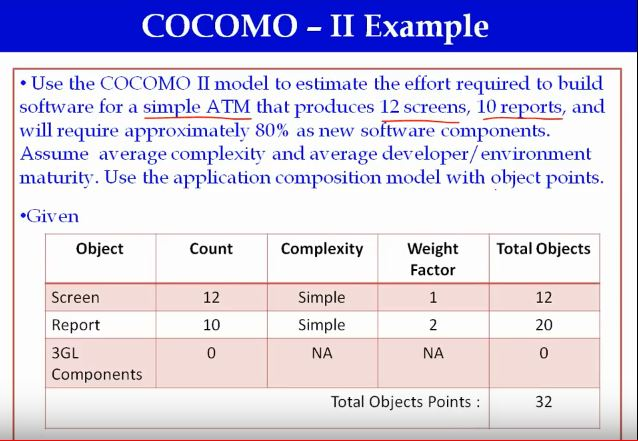 COCOMO – II Example
• Use the COCOMO II model to estimate the effort required to build
software for a simple ATM that produces 12 screens, 10 reports, and
will require approximately 80% as new software components.
Assume average complexity and average developer/environment
maturity. Use the application composition model with object points.
•Given
Object Count Complexity Weight Factor Total Objects
Screen 12 Simple 1 12
Report 10 Simple 2 20
3GL Components 0 NA NA 0
Total Objects Points : 32